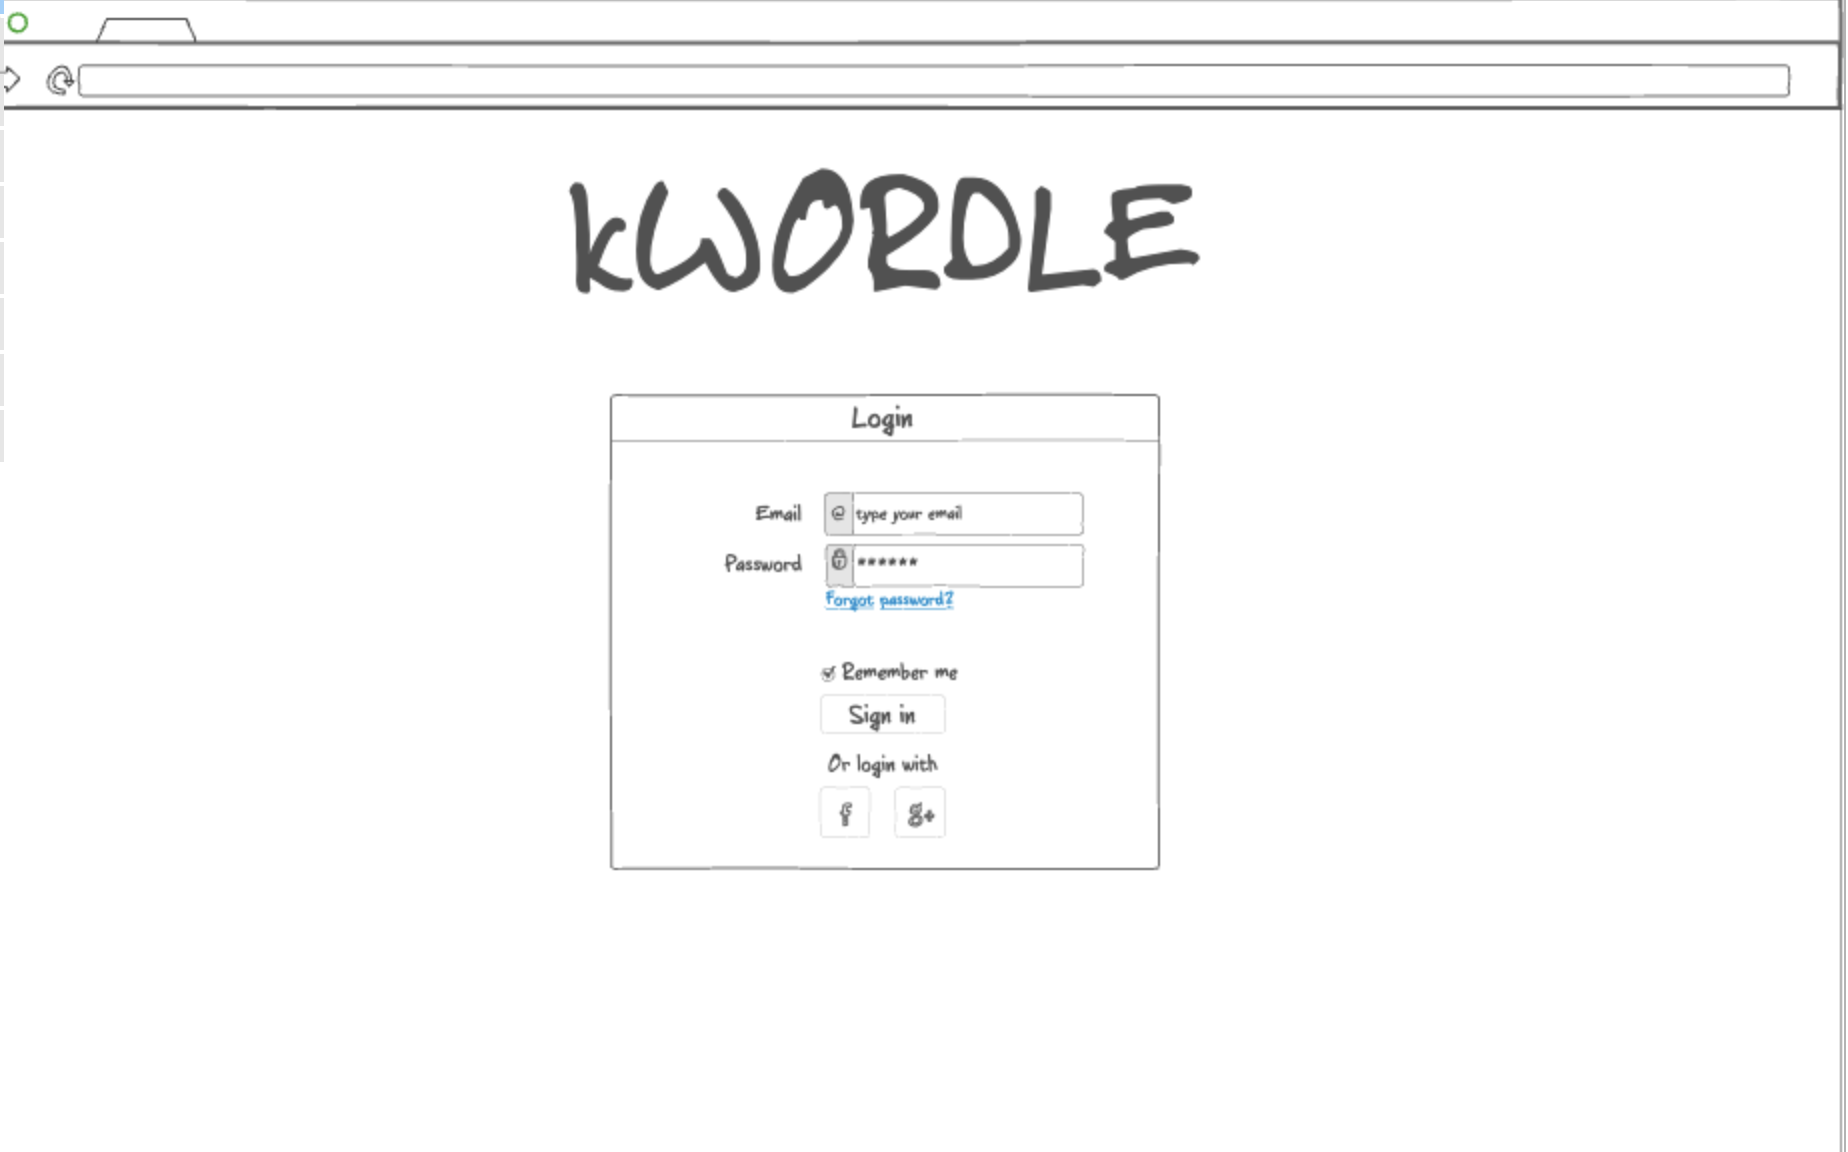 kWORDLE
Login
Email @ type your email
Password ******
Forgot password?
Remember me
Sign in
Or login with
f g+